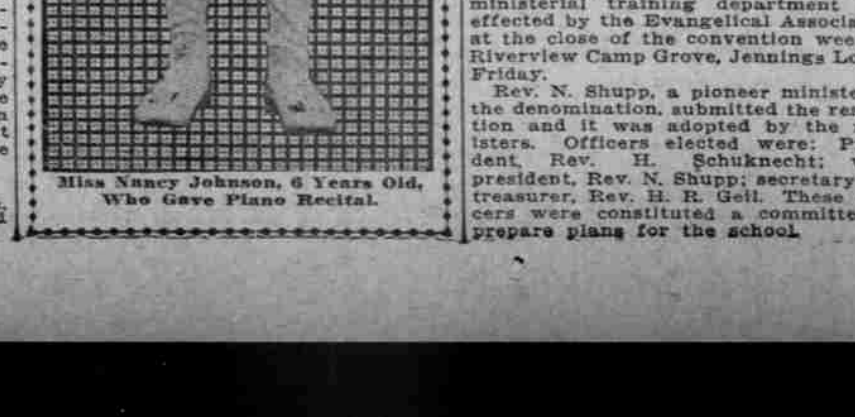 Miss Nancy Johnson, 6 Years Old,
Who Gave Piano Recital.
ministerial training department
effected by the Evangelical Associa
at the close of the convention wee
Riverview Camp Grove, Jennings Lo
Friday.
Rev. N. Shupp, a pioneer ministe
the denomination, submitted the res
tion and it was adopted by the
isters. Officers elected were: P
dent, Rev. H. Schuknecht;
president, Rev. N. Shupp; secretary
treasurer, Rev. H. R. Geil. These
cers were constituted a committe
prepare plans for the school.